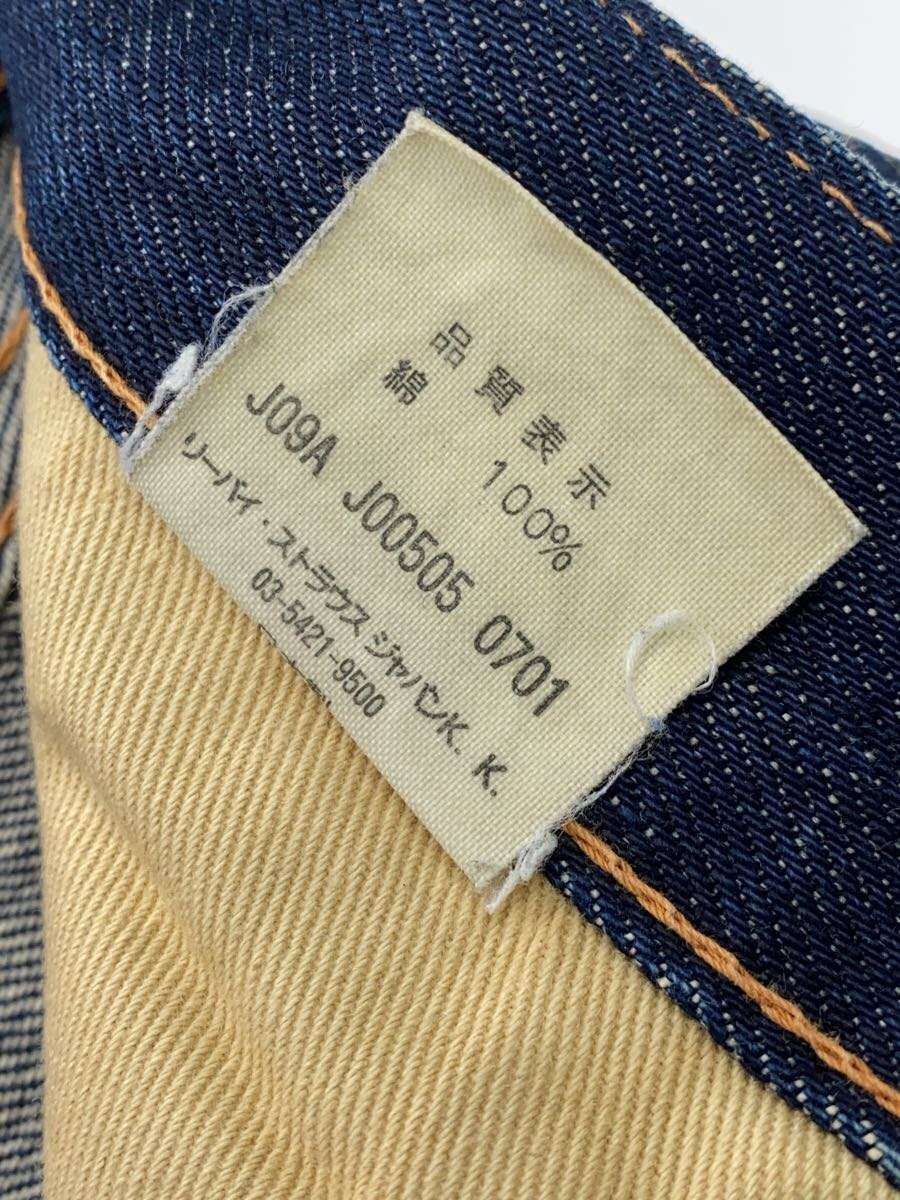 品質表示
綿 100%
J09A J00505 0701
リーバイ・ストラウス ジャパンK.K.
03-5421-9500